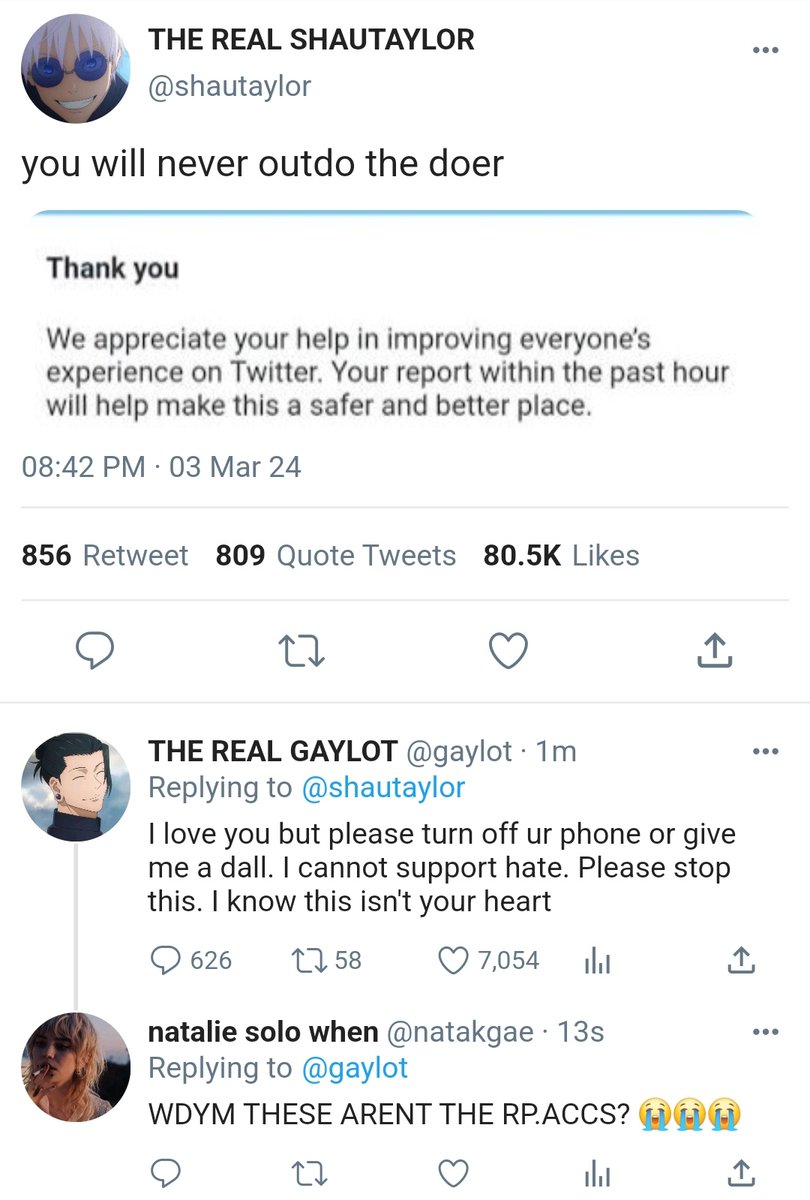 THE REAL SHAUTAYLOR
@shautaylor
you will never outdo the doer
Thank you
We appreciate your help in improving everyone's
experience on Twitter. Your report within the past hour
will help make this a safer and better place.
08:42 PM · 03 Mar 24
856 Retweet 809 Quote Tweets 80.5K Likes
THE REAL GAYLOT @gaylot · 1m
Replying to @shautaylor
I love you but please turn off ur phone or give
me a dall. I cannot support hate. Please stop
this. I know this isn't your heart
626 58 7,054
natalie solo when @natakgae · 13s
Replying to @gaylot
WDYM THESE ARENT THE RP.ACCS? 😭😭😭